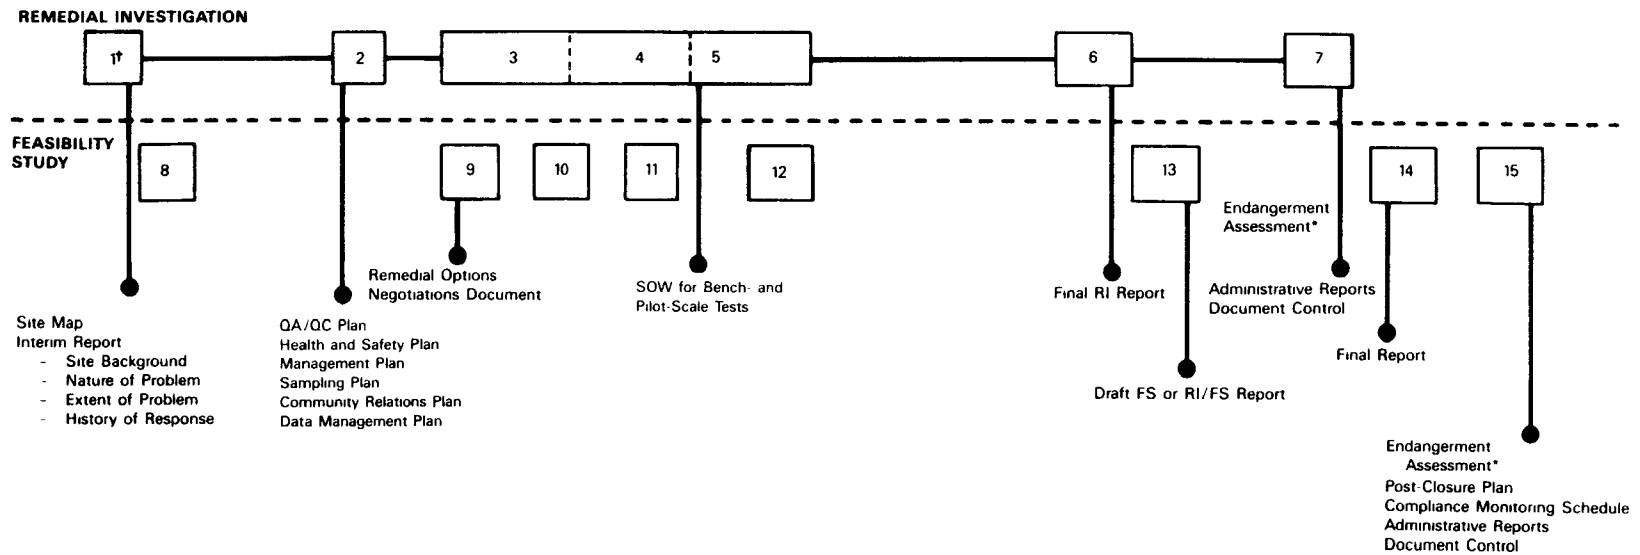 REMEDIAL INVESTIGATION
1†
2
3
4
5
6
7
FEASIBILITY
STUDY
8
9
10
11
12
13
14
15
Site Map
Interim Report
- Site Background
- Nature of Problem
- Extent of Problem
- History of Response
QA/QC Plan
Health and Safety Plan
Management Plan
Sampling Plan
Community Relations Plan
Data Management Plan
Remedial Options
Negotiations Document
SOW for Bench- and
Pilot-Scale Tests
Final RI Report
Draft FS or RI/FS Report
Endangerment
Assessment*
Administrative Reports
Document Control
Final Report
Endangerment
Assessment*
Post-Closure Plan
Compliance Monitoring Schedule
Administrative Reports
Document Control